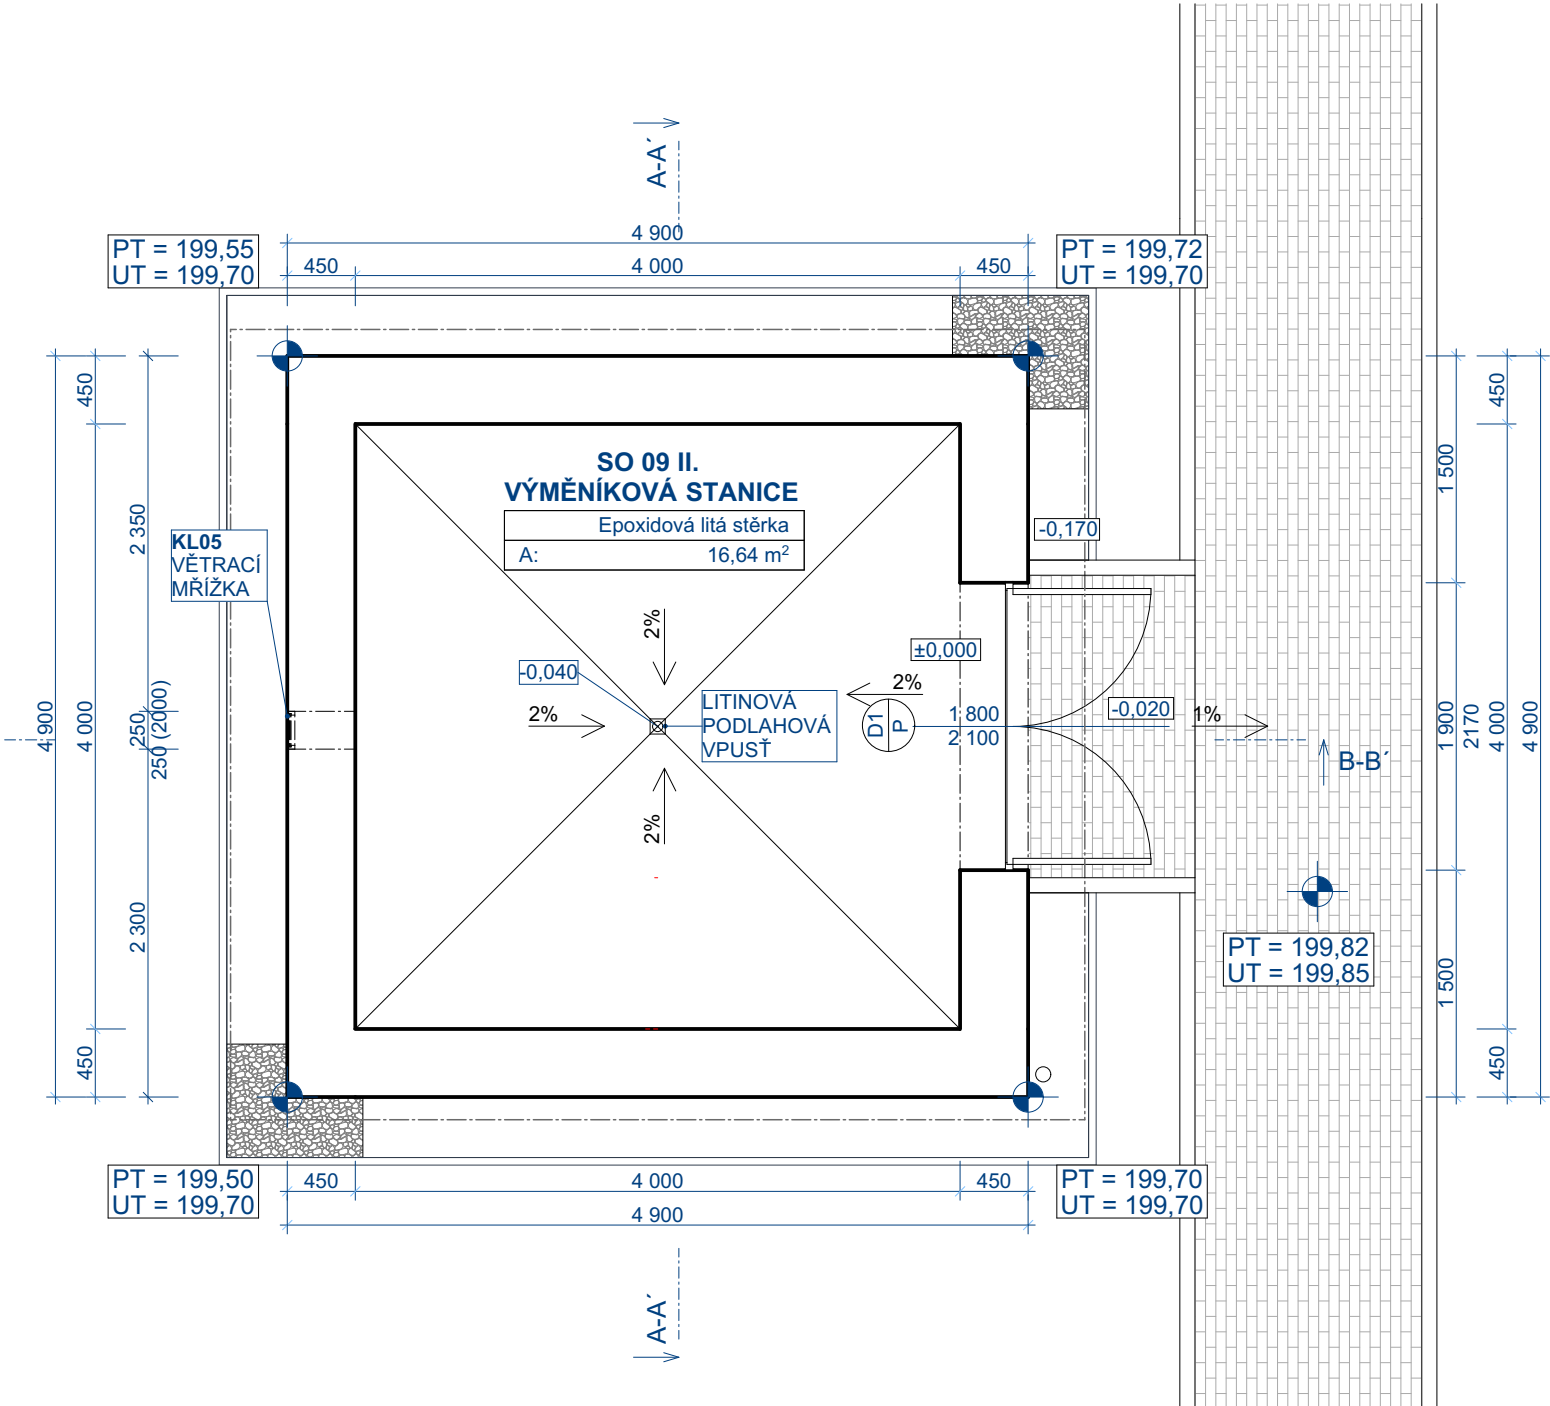 A-A´
4 900
450
4 000
450
PT = 199,55
UT = 199,70
PT = 199,72
UT = 199,70
450
2 350
250
250 (2000)
2 300
450
4 000
4 900
KL05
VĚTRACÍ
MŘÍŽKA
SO 09 II.
VÝMĚNÍKOVÁ STANICE
Epoxidová litá stěrka
A: 16,64 m²
-0,170
2%
±0,000
-0,040
2%
2%
2%
LITINOVÁ
PODLAHOVÁ
VPUSŤ
D1
P
1 800
2 100
-0,020
1%
B-B´
PT = 199,82
UT = 199,85
450
1 500
1 900
2170
4 000
4 900
1 500
450
PT = 199,50
UT = 199,70
450
4 000
450
4 900
PT = 199,70
UT = 199,70
A-A´